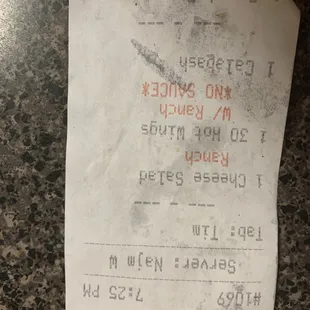 #1069 7:25 PM
Server: Najm W
Tab: Tim
1 Cheese Salad
Ranch
1 30 Hot Wings
W/ Ranch
*NO SAUCE*
1 Calabash